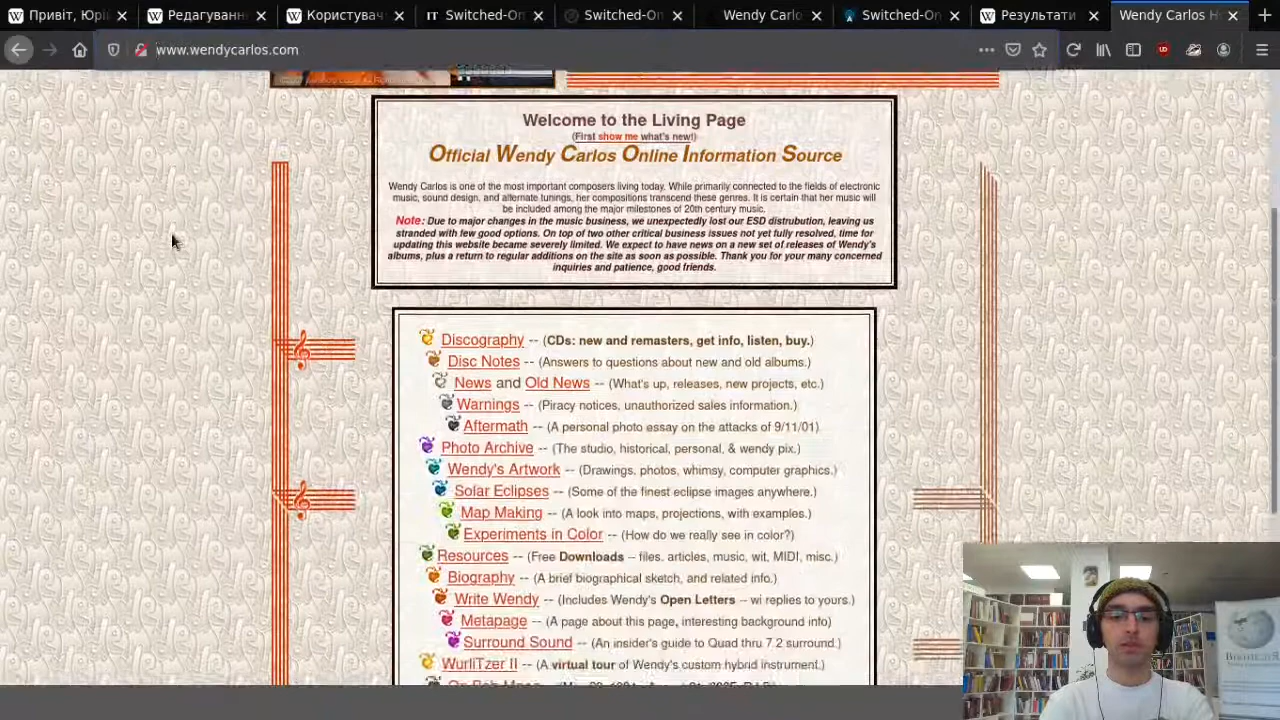 Привіт, Юрі
Редагуванн
Користувач
Switched-On
Switched-On
Wendy Carlo
Switched-On
Результати
Wendy Carlos H
www.wendycarlos.com
Welcome to the Living Page
(First show me what's new!)
Official Wendy Carlos Online Information Source
Wendy Carlos is one of the most important composers living today. While primarily connected to the fields of electronic
music, sound design, and alternate tunings, her compositions transcend these genres. It is certain that her music will
be included among the major milestones of 20th century music.
Note: Due to major changes in the music business, we unexpectedly lost our ESD distrubution, leaving us
stranded with few good options. On top of two other critical business issues not yet fully resolved, time for
updating this website became severely limited. We expect to have news on a new set of releases of Wendy's
albums, plus a return to regular additions on the site as soon as possible. Thank you for your many concerned
inquiries and patience, good friends.
Discography -- (CDs: new and remasters, get info, listen, buy.)
Disc Notes -- (Answers to questions about new and old albums.)
News and Old News -- (What's up, releases, new projects, etc.)
Warnings -- (Piracy notices, unauthorized sales information.)
Aftermath -- (A personal photo essay on the attacks of 9/11/01)
Photo Archive -- (The studio, historical, personal, & wendy pix.)
Wendy's Artwork -- (Drawings, photos, whimsy, computer graphics.)
Solar Eclipses -- (Some of the finest eclipse images anywhere.)
Map Making -- (A look into maps, projections, with examples.)
Experiments in Color -- (How do we really see in color?)
Resources -- (Free Downloads -- files, articles, music, wit, MIDI, misc.)
Biography -- (A brief biographical sketch, and related info.)
Write Wendy -- (Includes Wendy's Open Letters -- wi replies to yours.)
Metapage -- (A page about this page, interesting background info)
Surround Sound -- (An insider's guide to Quad thru 7.2 surround.)
WurliTzer II -- (A virtual tour of Wendy's custom hybrid instrument.)